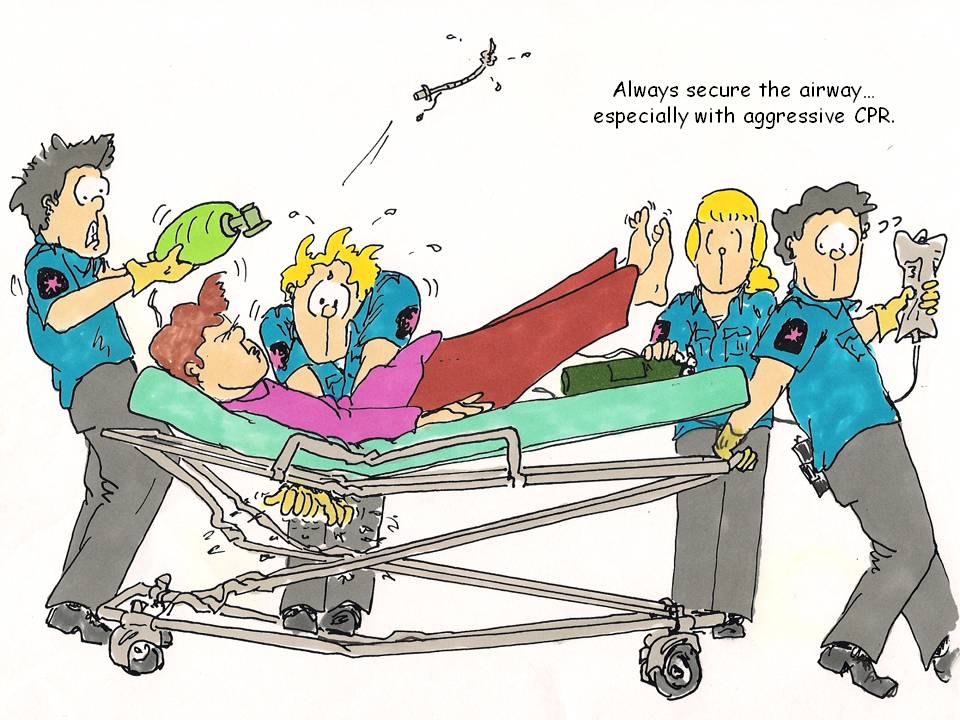 Always secure the airway…
especially with aggressive CPR.